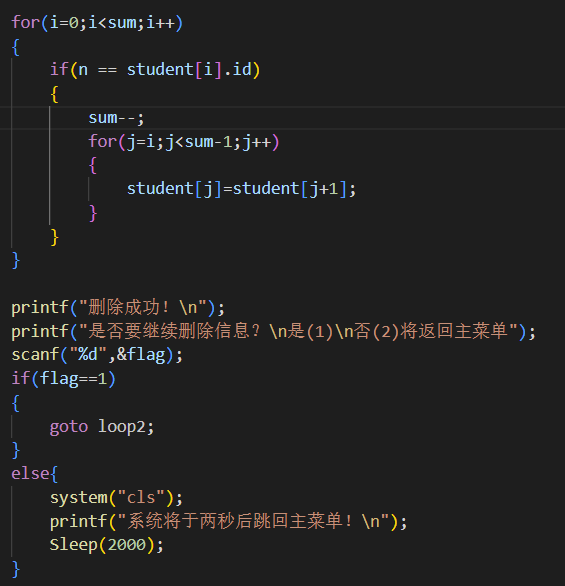 for(i=0;i<sum;i++)
{
    if(n == student[i].id)
    {
        sum--;
        for(j=i;j<sum-1;j++)
        {
            student[j]=student[j+1];
        }
    }
}

printf("删除成功！\n");
printf("是否要继续删除信息？\n是(1)\n否(2)将返回主菜单");
scanf("%d",&flag);
if(flag==1)
{
    goto loop2;
}
else{
    system("cls");
    printf("系统将于两秒后跳回主菜单！\n");
    Sleep(2000);
}